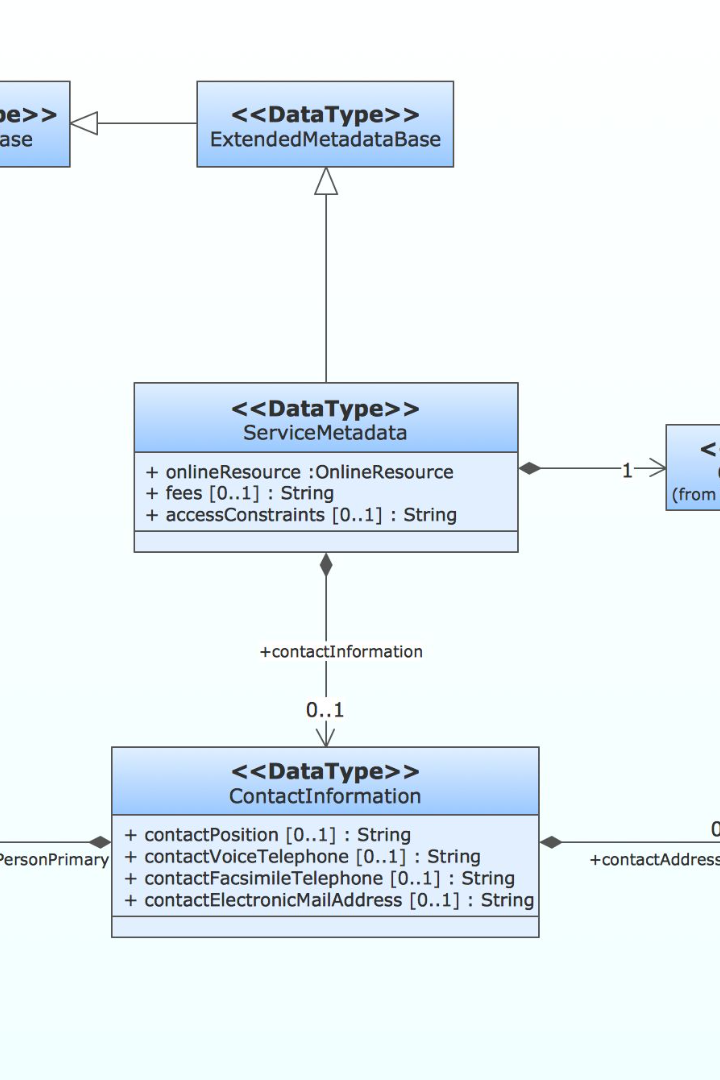 pe>>
ase
<<DataType>>
ExtendedMetadataBase
<<DataType>>
ServiceMetadata
+ onlineResource :OnlineResource
+ fees [0..1] : String
+ accessConstraints [0..1] : String
1
<<
(from
+contactInformation
0..1
<<DataType>>
ContactInformation
+ contactPosition [0..1] : String
+ contactVoiceTelephone [0..1] : String
+ contactFacsimileTelephone [0..1] : String
+ contactElectronicMailAddress [0..1] : String
PersonPrimary
0
+contactAddress